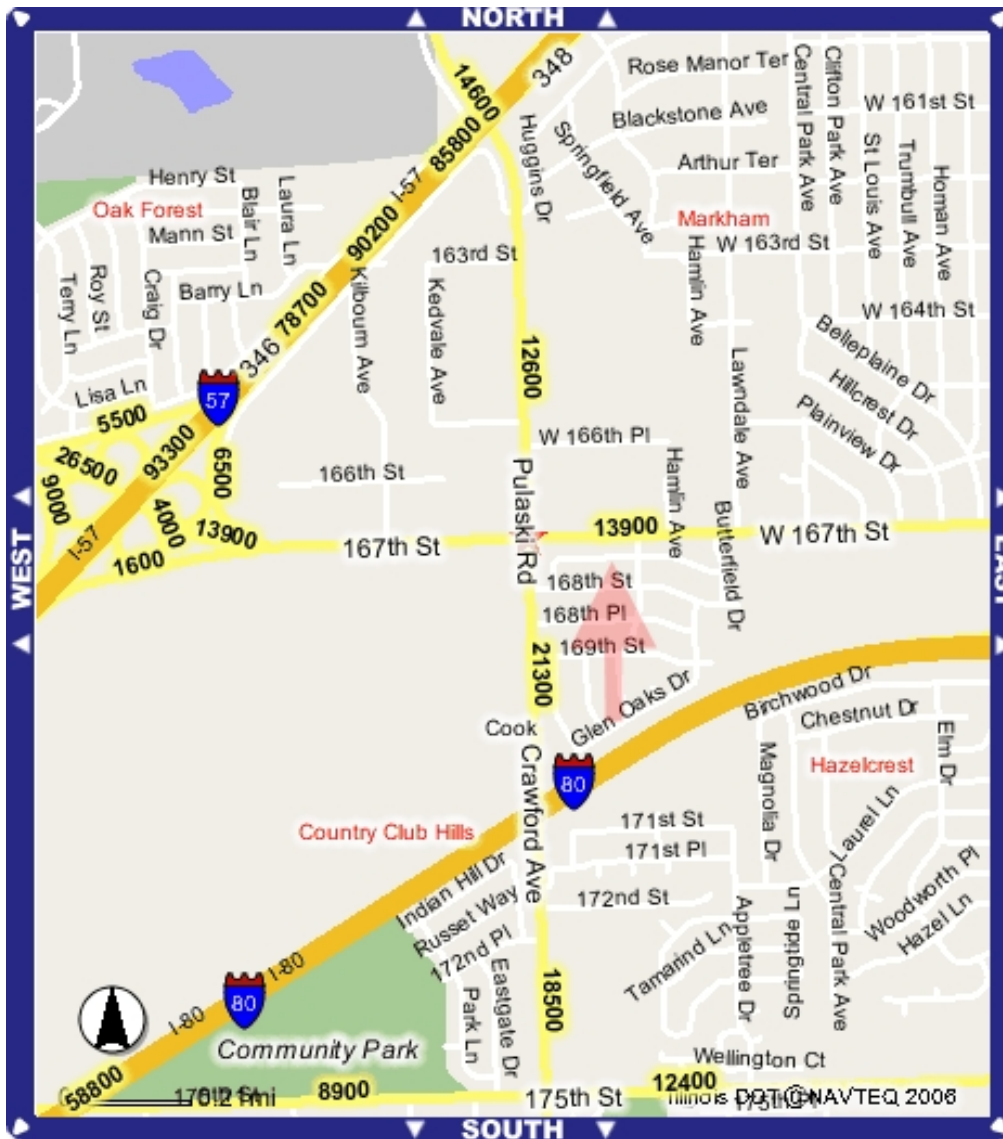 NORTH
14600
348
Rose Manor Ter
Blackstone Ave
Central Park Ave
Clifton Park Ave
W 161st St
85800
Huggins Dr
Springfield Ave
Arthur Ter
St Louis Ave
Trumbull Ave
Homan Ave
Henry St
Laura Ln
I-57
Oak Forest
Blair Ln
Markham
Mann St
90200
163rd St
Hamlin Ave
W 163rd St
Terry Ln
Roy St
Craig Dr
Barry Ln
78700
Kilbourn Ave
Kedvale Ave
W 164th St
346
12600
Lawndale Ave
Belleplaine Dr
Hillcrest Dr
Plainview Dr
Lisa Ln
57
5500
W 166th Pl
26500
93300
6500
166th St
Pulaski Rd
Hamlin Ave
Butterfield Dr
9000
4000
13900
I-57
1600
167th St
13900
W 167th St
WEST
EAST
168th St
168th Pl
169th St
21300
Glen Oaks Dr
Birchwood Dr
Chestnut Dr
Cook
Crawford Ave
80
Magnolia Dr
Hazelcrest
Elm Dr
Country Club Hills
171st St
171st Pl
Laurel Ln
Indian Hill Dr
Russet Way
172nd Pl
172nd St
Appletree Dr
Springtide Ln
Central Park Ave
Woodworth Pl
Hazel Ln
Tamarind Ln
I-80
80
I-80
Park Ln
Eastgate Dr
18500
Community Park
Wellington Ct
58800
0.2 mi
8900
175th St
12400
Illinois DOT © NAVTEQ 2006
SOUTH